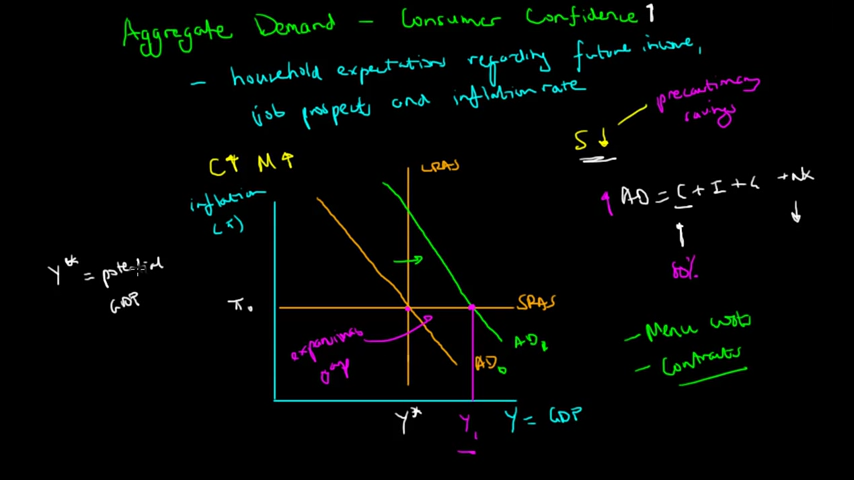 Aggregate Demand - Consumer Confidence ↑
- household expectations regarding future income,
job prospects and inflation rate
precautionary
savings
S ↓
C↑ M↑
LRAS
inflation
(π)
↑ AD = C + I + G + NX
↓
↑
60%
Y* = potential
GDP
π₀
SRAS
expansionary
gap
- Menu costs
- Contracts
AD₁
AD₀
Y*
Y₁
Y = GDP